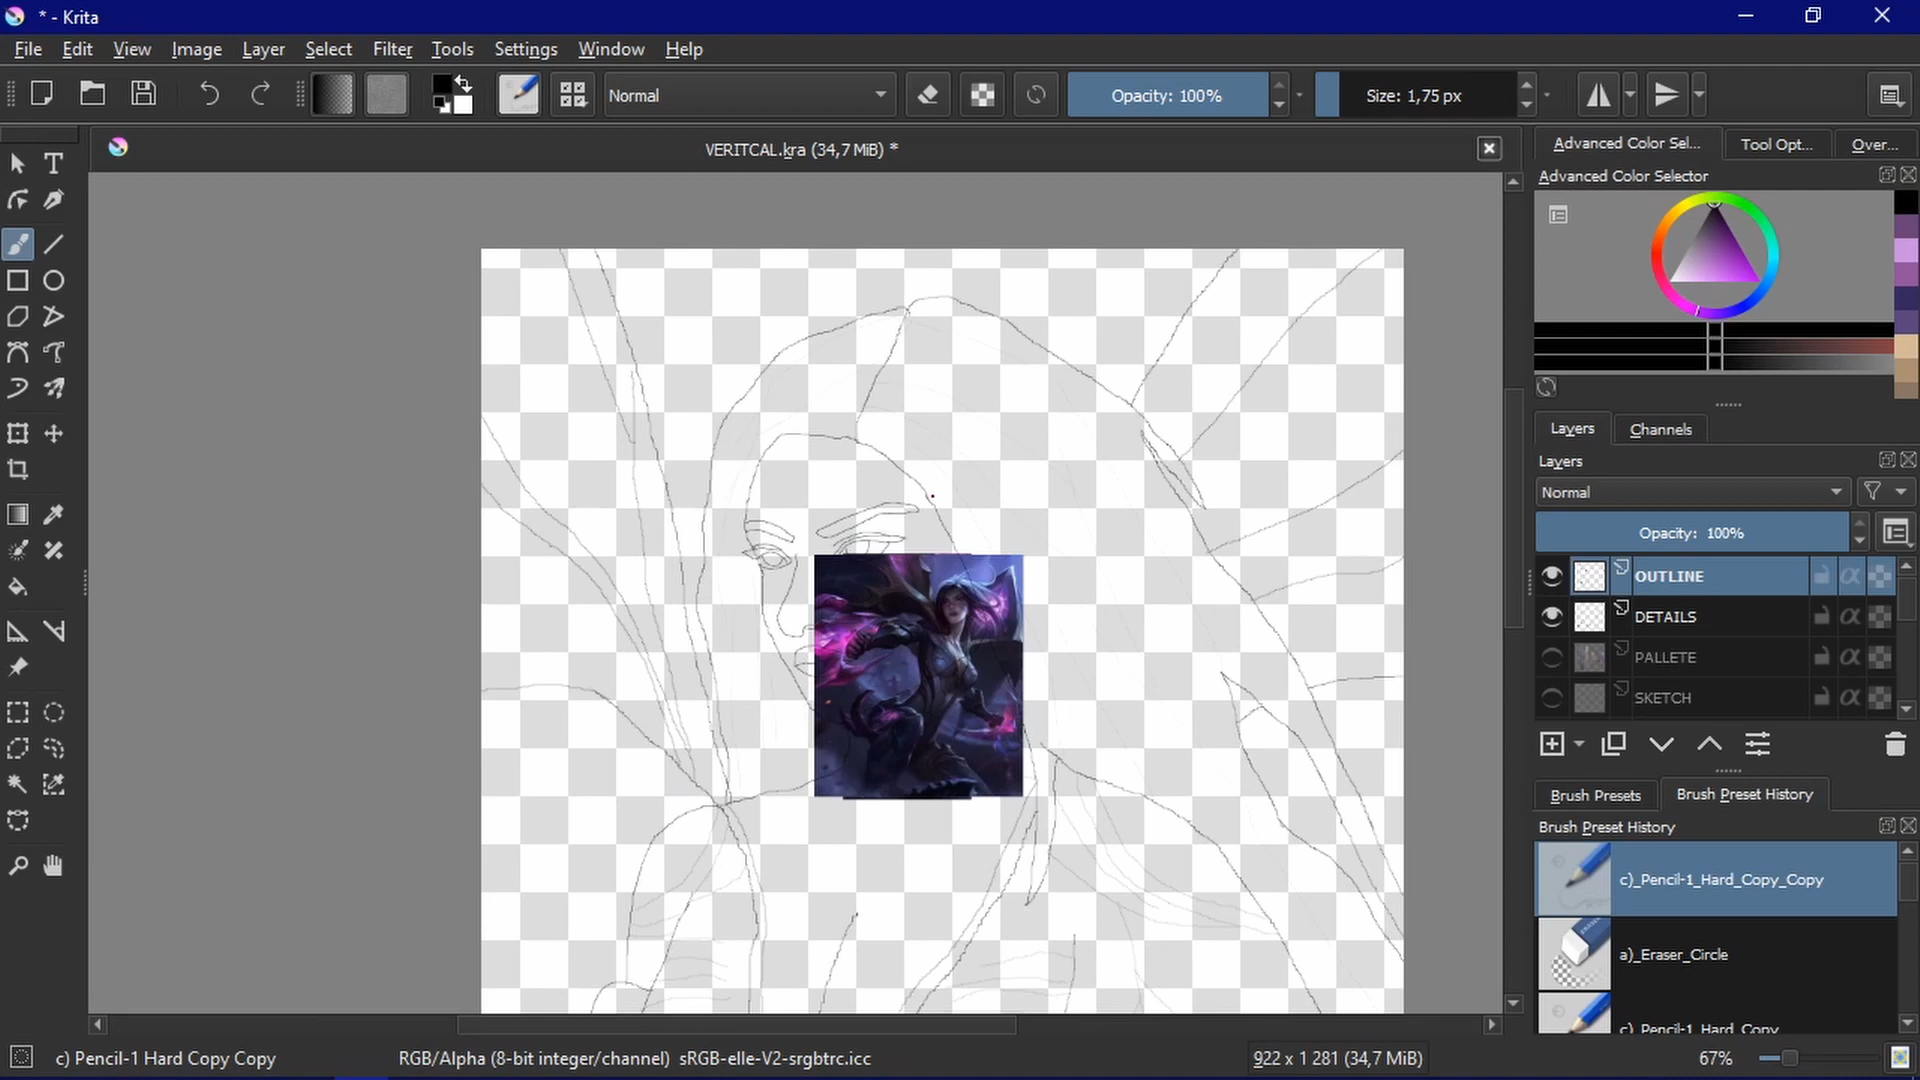 * - Krita
File Edit View Image Layer Select Filter Tools Settings Window Help
Normal
Opacity: 100%
Size: 1,75 px
VERITCAL.kra (34,7 MiB) *
Advanced Color Sel...
Tool Opt...
Over...
Advanced Color Selector
Layers
Channels
Layers
Normal
Opacity: 100%
OUTLINE
DETAILS
PALLETE
SKETCH
Brush Presets
Brush Preset History
Brush Preset History
c)_Pencil-1_Hard_Copy_Copy
a)_Eraser_Circle
c)_Pencil-1_Hard_Copy
c) Pencil-1 Hard Copy Copy
RGB/Alpha (8-bit integer/channel) sRGB-elle-V2-srgbtrc.icc
922 x 1 281 (34,7 MiB)
67%